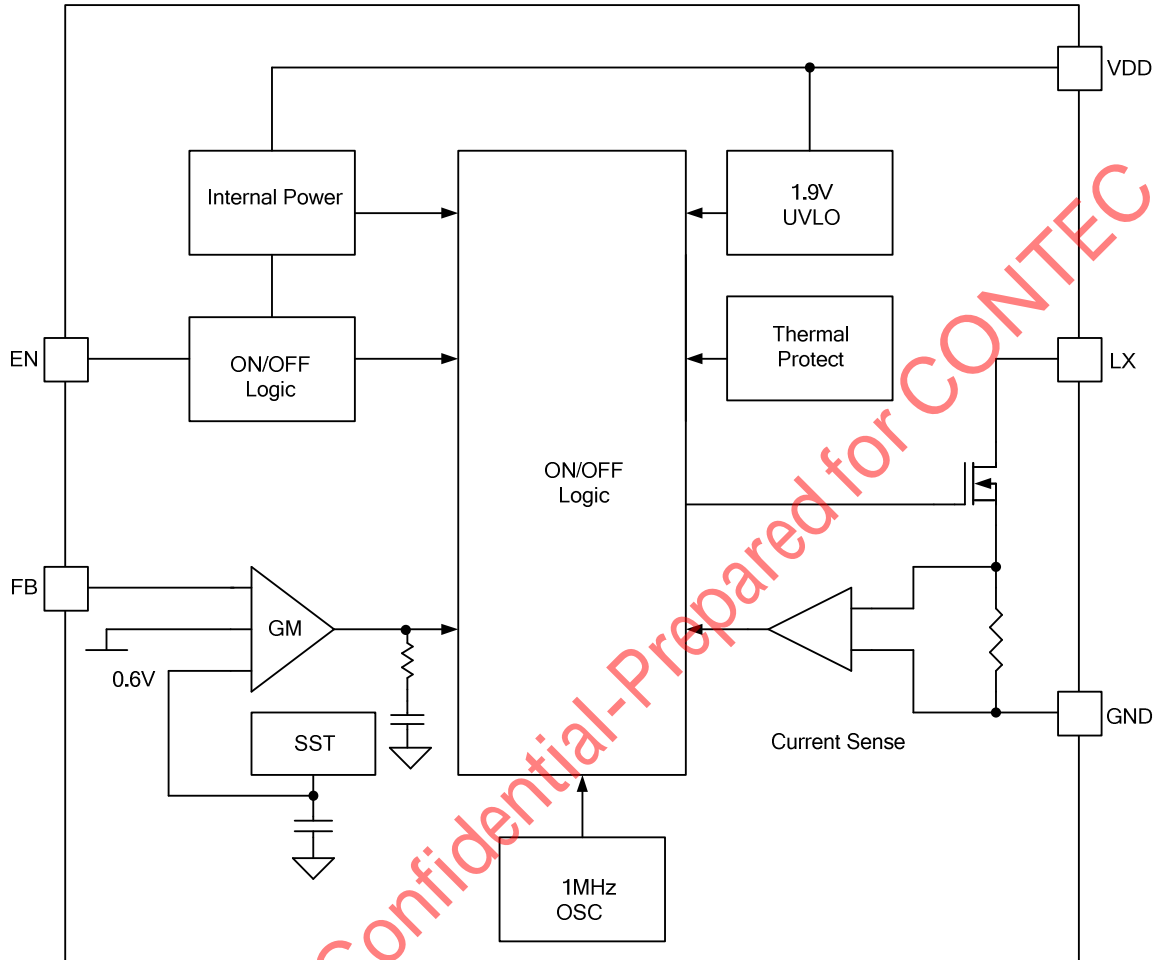 VDD
Internal Power
1.9V
UVLO
EN
ON/OFF
Logic
Thermal
Protect
LX
ON/OFF
Logic
FB
GM
0.6V
SST
Current Sense
GND
1MHz
OSC
Confidential-Prepared for CONTEC